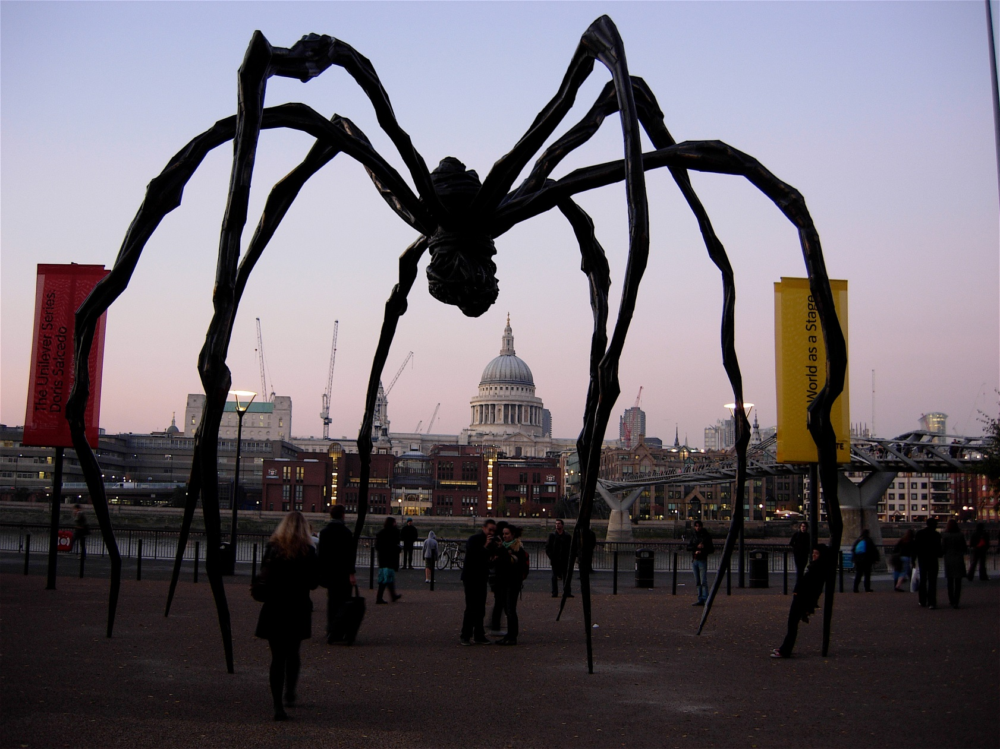 The Unilever Series:
Doris Salcedo
World as a Stage